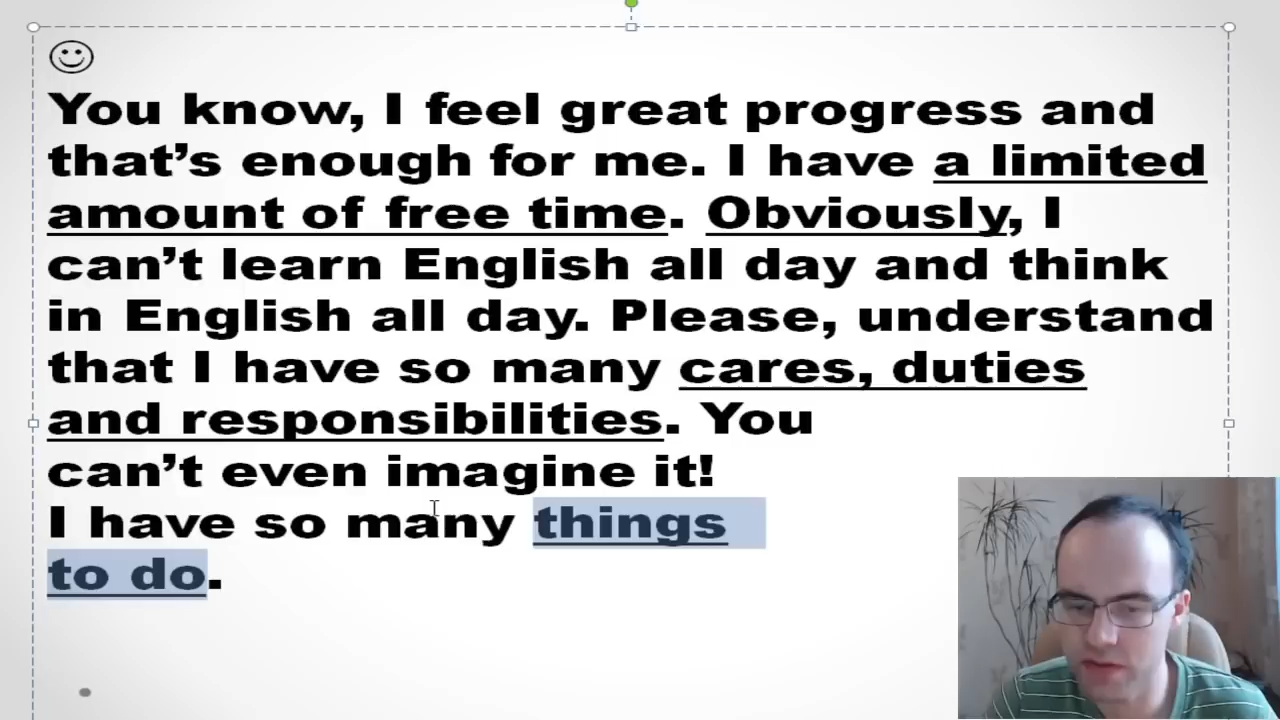 You know, I feel great progress and
that’s enough for me. I have a limited
amount of free time. Obviously, I
can’t learn English all day and think
in English all day. Please, understand
that I have so many cares, duties
and responsibilities. You
can’t even imagine it!
I have so many things
to do.